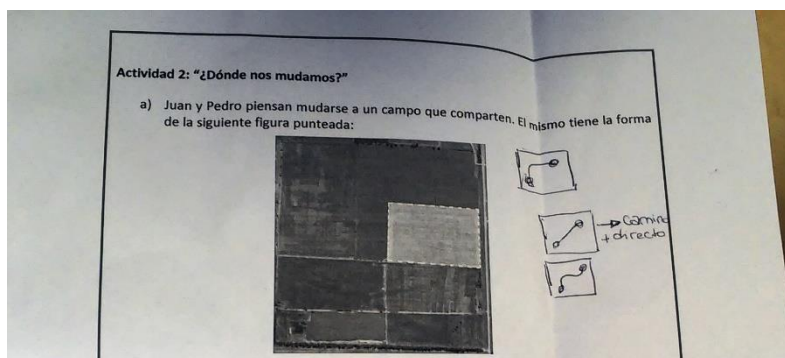 Actividad 2: “¿Dónde nos mudamos?”
a) Juan y Pedro piensan mudarse a un campo que comparten. El mismo tiene la forma
de la siguiente figura punteada:
→ Camino
+ directo